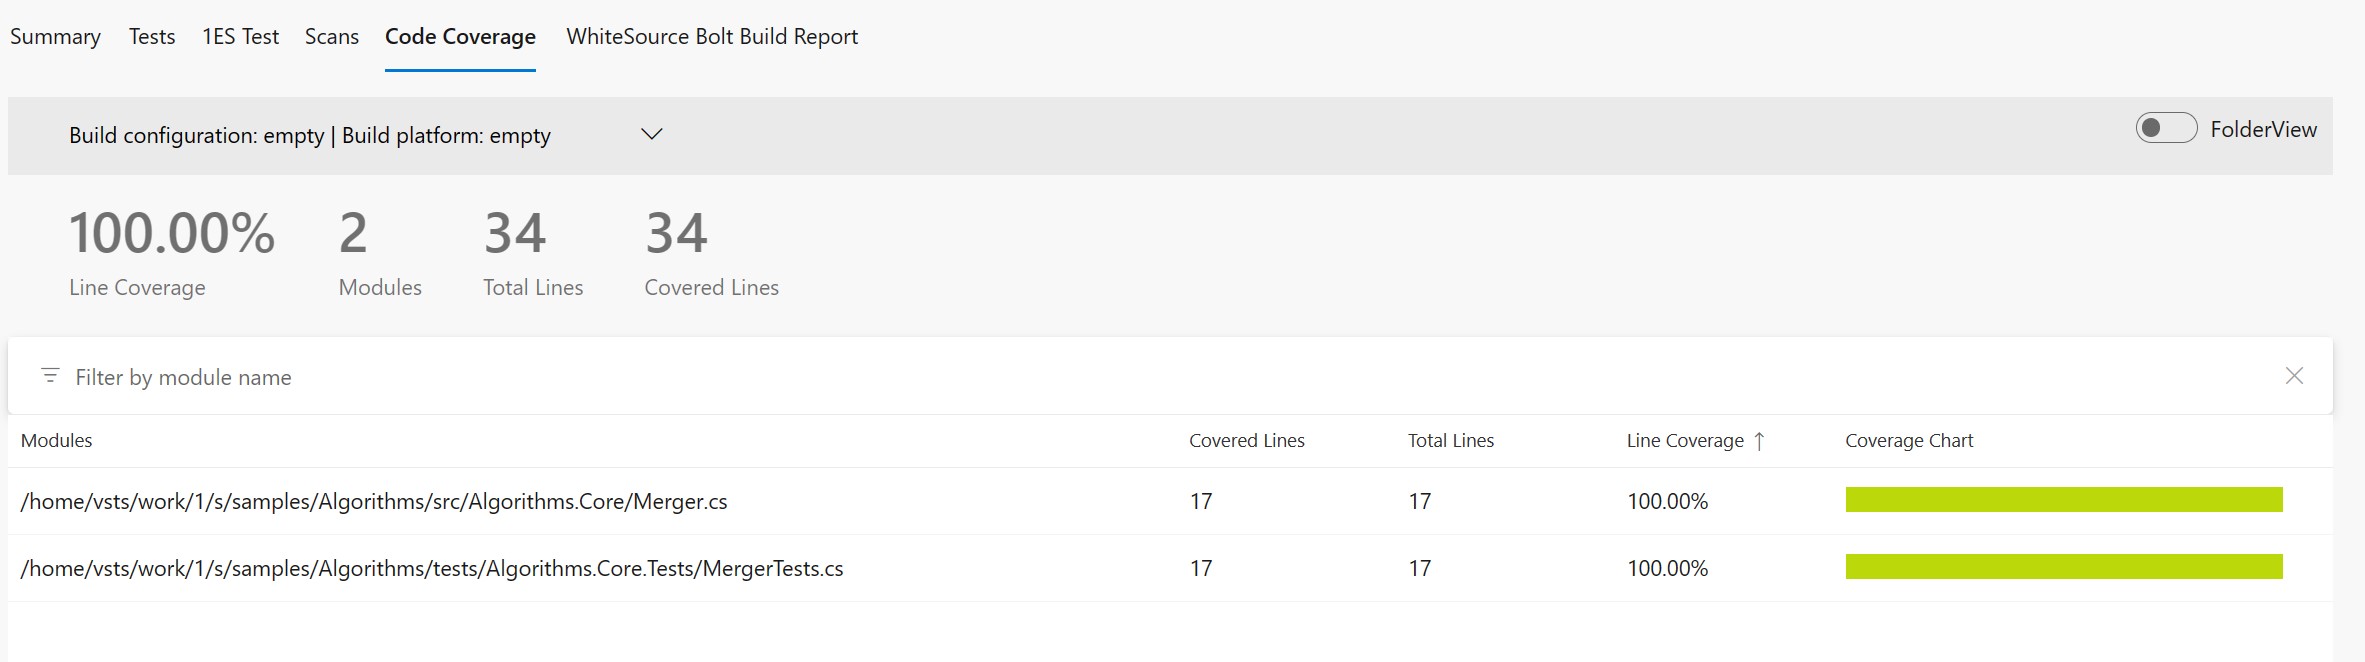 Summary Tests 1ES Test Scans Code Coverage WhiteSource Bolt Build Report
Build configuration: empty | Build platform: empty FolderView
100.00% 2 34 34
Line Coverage Modules Total Lines Covered Lines
Filter by module name
Modules Covered Lines Total Lines Line Coverage ↑ Coverage Chart
/home/vsts/work/1/s/samples/Algorithms/src/Algorithms.Core/Merger.cs 17 17 100.00%
/home/vsts/work/1/s/samples/Algorithms/tests/Algorithms.Core.Tests/MergerTests.cs 17 17 100.00%